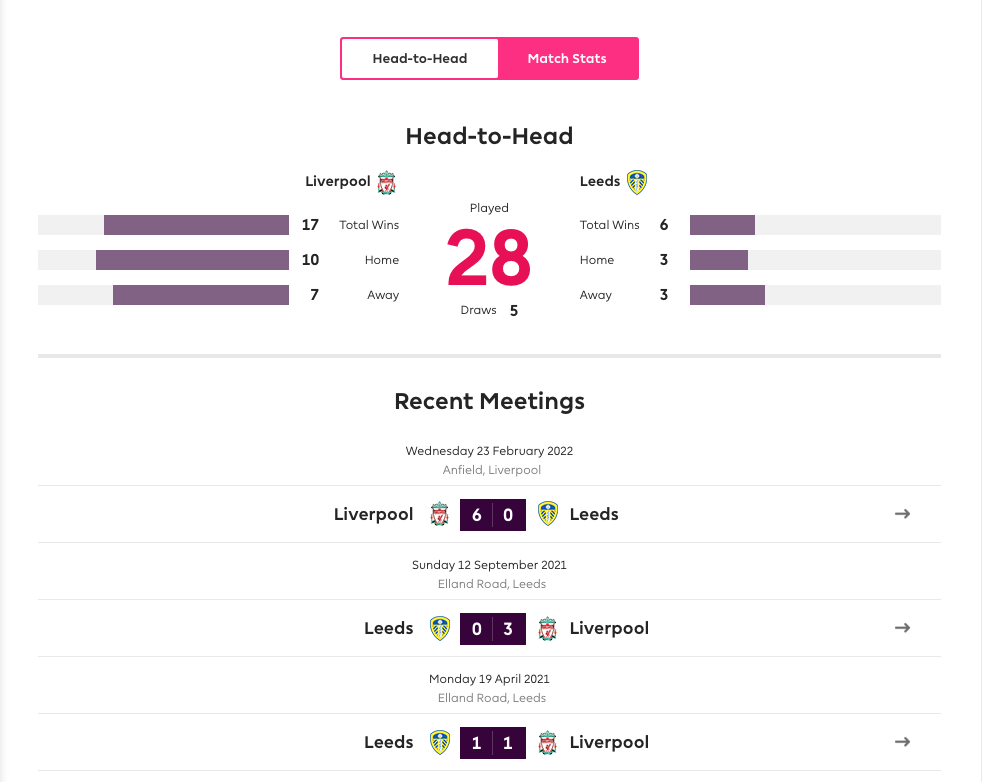 Head-to-Head Match Stats
Head-to-Head
Liverpool Leeds
Played
17 Total Wins Total Wins 6
28
10 Home Home 3
7 Away Away 3
Draws 5
Recent Meetings
Wednesday 23 February 2022
Anfield, Liverpool
Liverpool 6 0 Leeds →
Sunday 12 September 2021
Elland Road, Leeds
Leeds 0 3 Liverpool →
Monday 19 April 2021
Elland Road, Leeds
Leeds 1 1 Liverpool →